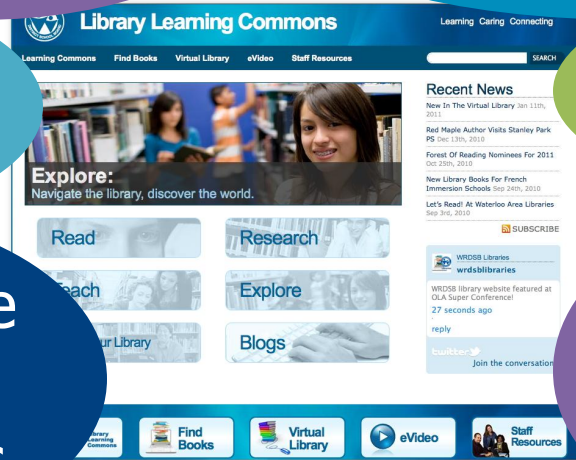 Library Learning Commons
Learning Caring Connecting
Learning Commons Find Books Virtual Library eVideo Staff Resources
SEARCH
Explore:
Navigate the library, discover the world.
Read
Research
Teach
Explore
ur Library
Blogs
Recent News
New In The Virtual Library Jan 11th,
2011
Red Maple Author Visits Stanley Park
PS Dec 13th, 2010
Forest Of Reading Nominees For 2011
Oct 25th, 2010
New Library Books For French
Immersion Schools Sep 24th, 2010
Let's Read! At Waterloo Area Libraries
Sep 3rd, 2010
SUBSCRIBE
WRDSB Libraries
wrdsblibraries
WRDSB library website featured at
OLA Super Conference!
27 seconds ago
reply
twitter
Join the conversation
e
Library
Learning
Commons
Find
Books
Virtual
Library
eVideo
Staff
Resources